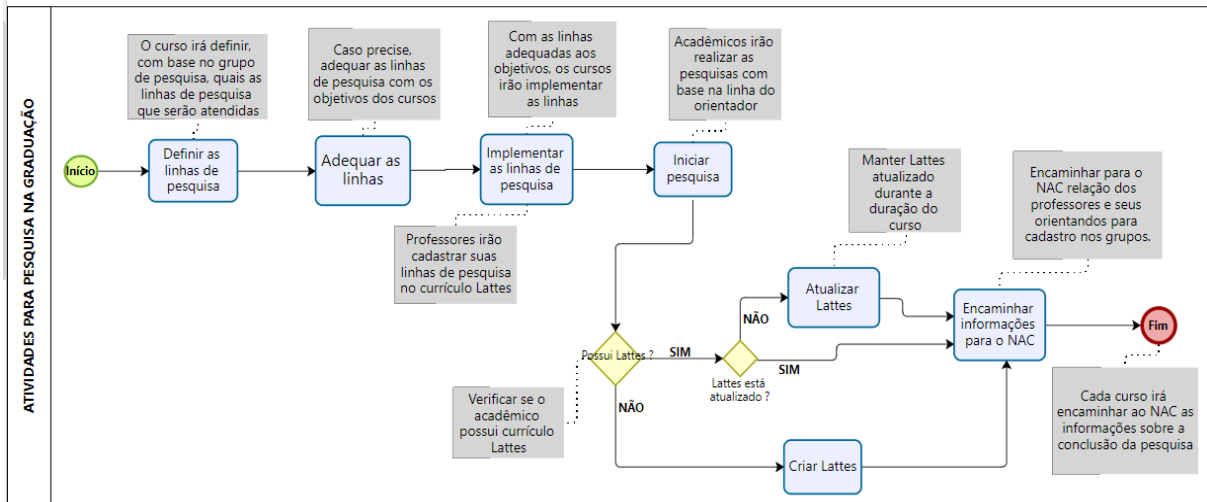 ATIVIDADES PARA PESQUISA NA GRADUAÇÃO
O curso irá definir,
com base no grupo
de pesquisa, quais as
linhas de pesquisa
que serão atendidas
Caso precise,
adequar as linhas
de pesquisa com os
objetivos dos cursos
Com as linhas
adequadas aos
objetivos, os cursos
irão implementar
as linhas
Acadêmicos irão
realizar as
pesquisas com
base na linha do
orientador
Início
Definir as
linhas de
pesquisa
Adequar as
linhas
Implementar
as linhas de
pesquisa
Iniciar
pesquisa
Professores irão
cadastrar suas
linhas de pesquisa
no currículo Lattes
Manter Lattes
atualizado
durante a
duração do
curso
Encaminhar para o
NAC relação dos
professores e seus
orientandos para
cadastro nos grupos.
Atualizar
Lattes
Encaminhar
informações
para o NAC
Fim
NÃO
Possui Lattes ?
SIM
SIM
Lattes está
atualizado ?
NÃO
Verificar se o
acadêmico
possui currículo
Lattes
Cada curso irá
encaminhar ao NAC as
informações sobre a
conclusão da pesquisa
Criar Lattes